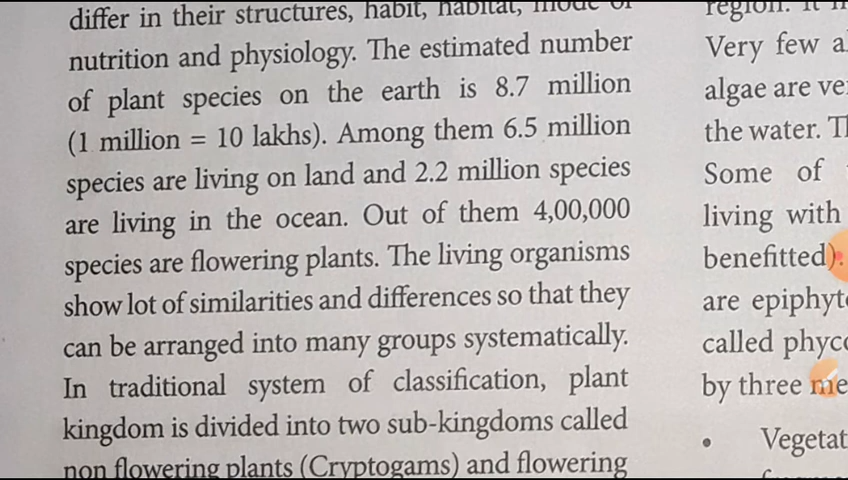 differ in their structures, habit, habitat, mode of
nutrition and physiology. The estimated number
of plant species on the earth is 8.7 million
(1 million = 10 lakhs). Among them 6.5 million
species are living on land and 2.2 million species
are living in the ocean. Out of them 4,00,000
species are flowering plants. The living organisms
show lot of similarities and differences so that they
can be arranged into many groups systematically.
In traditional system of classification, plant
kingdom is divided into two sub-kingdoms called
non flowering plants (Cryptogams) and flowering
region. It
Very few
algae are
the water.
Some of
living with
benefitted).
are
called
by three
•